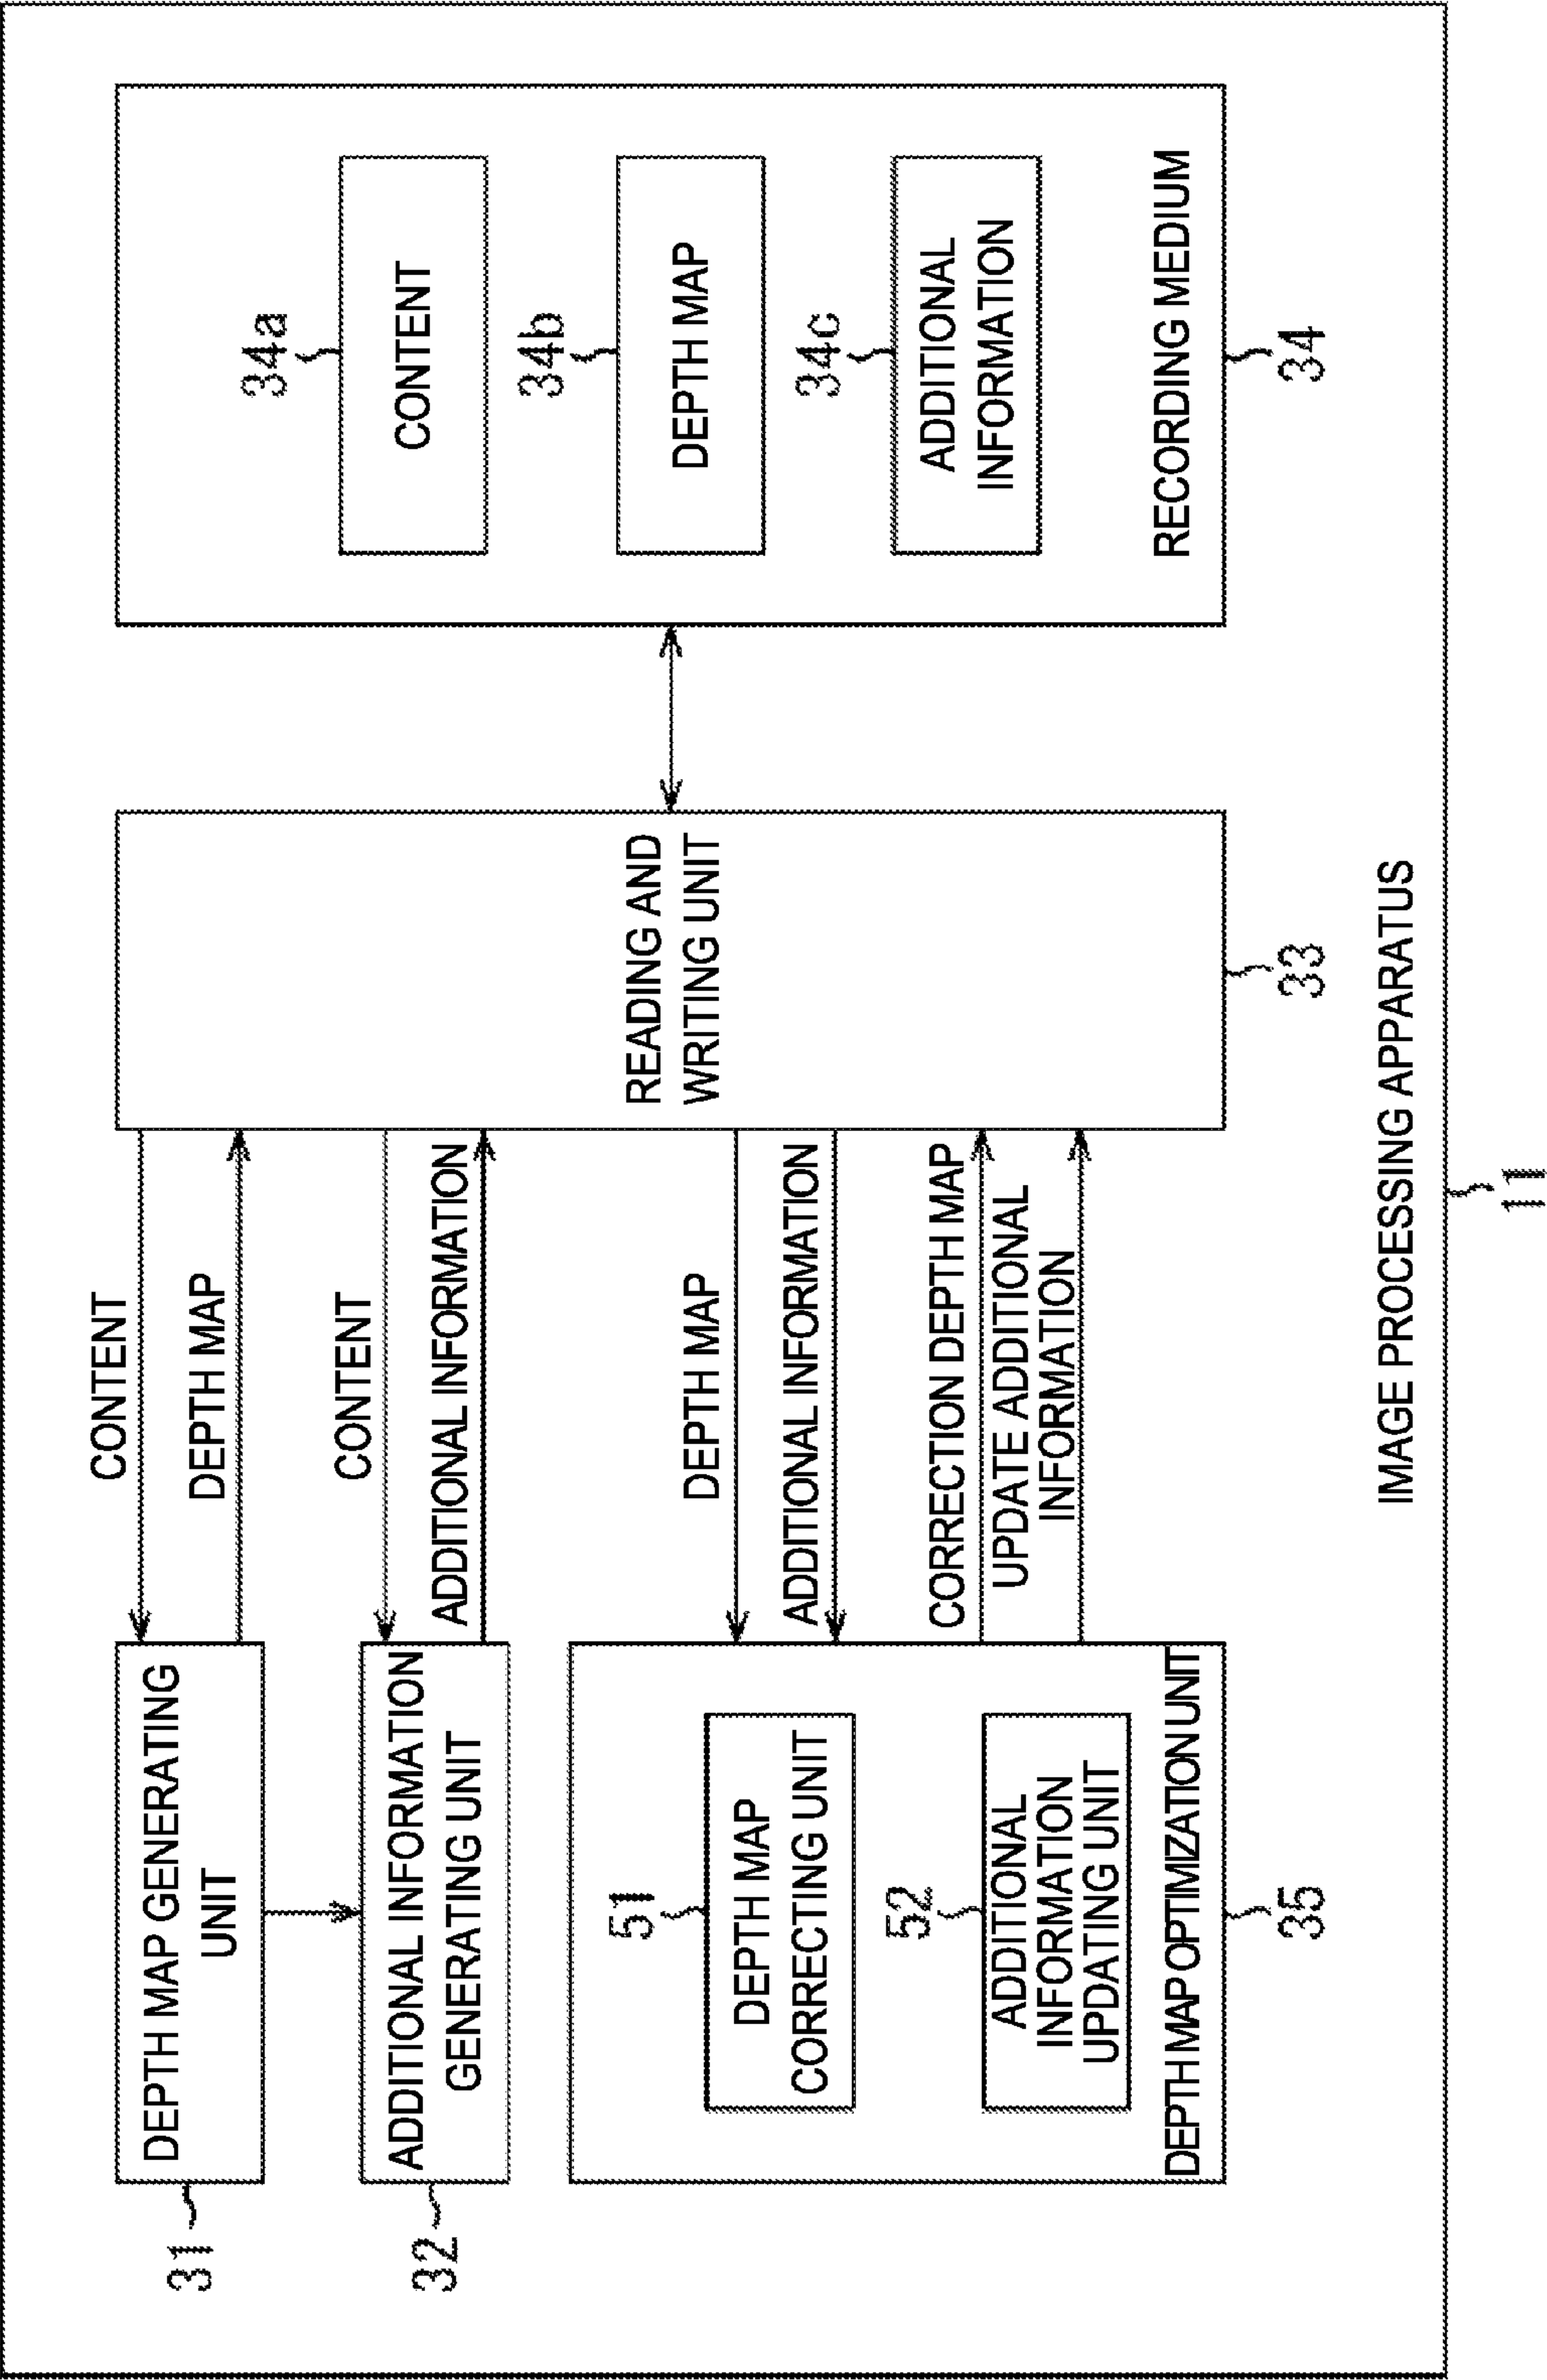 31
DEPTH MAP GENERATING
UNIT
CONTENT
DEPTH MAP
32
ADDITIONAL INFORMATION
GENERATING UNIT
CONTENT
ADDITIONAL INFORMATION
51
DEPTH MAP
CORRECTING UNIT
52
ADDITIONAL
INFORMATION
UPDATING UNIT
DEPTH MAP OPTIMIZATION UNIT
35
DEPTH MAP
ADDITIONAL INFORMATION
CORRECTION DEPTH MAP
UPDATE ADDITIONAL
INFORMATION
READING AND
WRITING UNIT
33
34a
CONTENT
34b
DEPTH MAP
34c
ADDITIONAL
INFORMATION
RECORDING MEDIUM
34
IMAGE PROCESSING APPARATUS
11